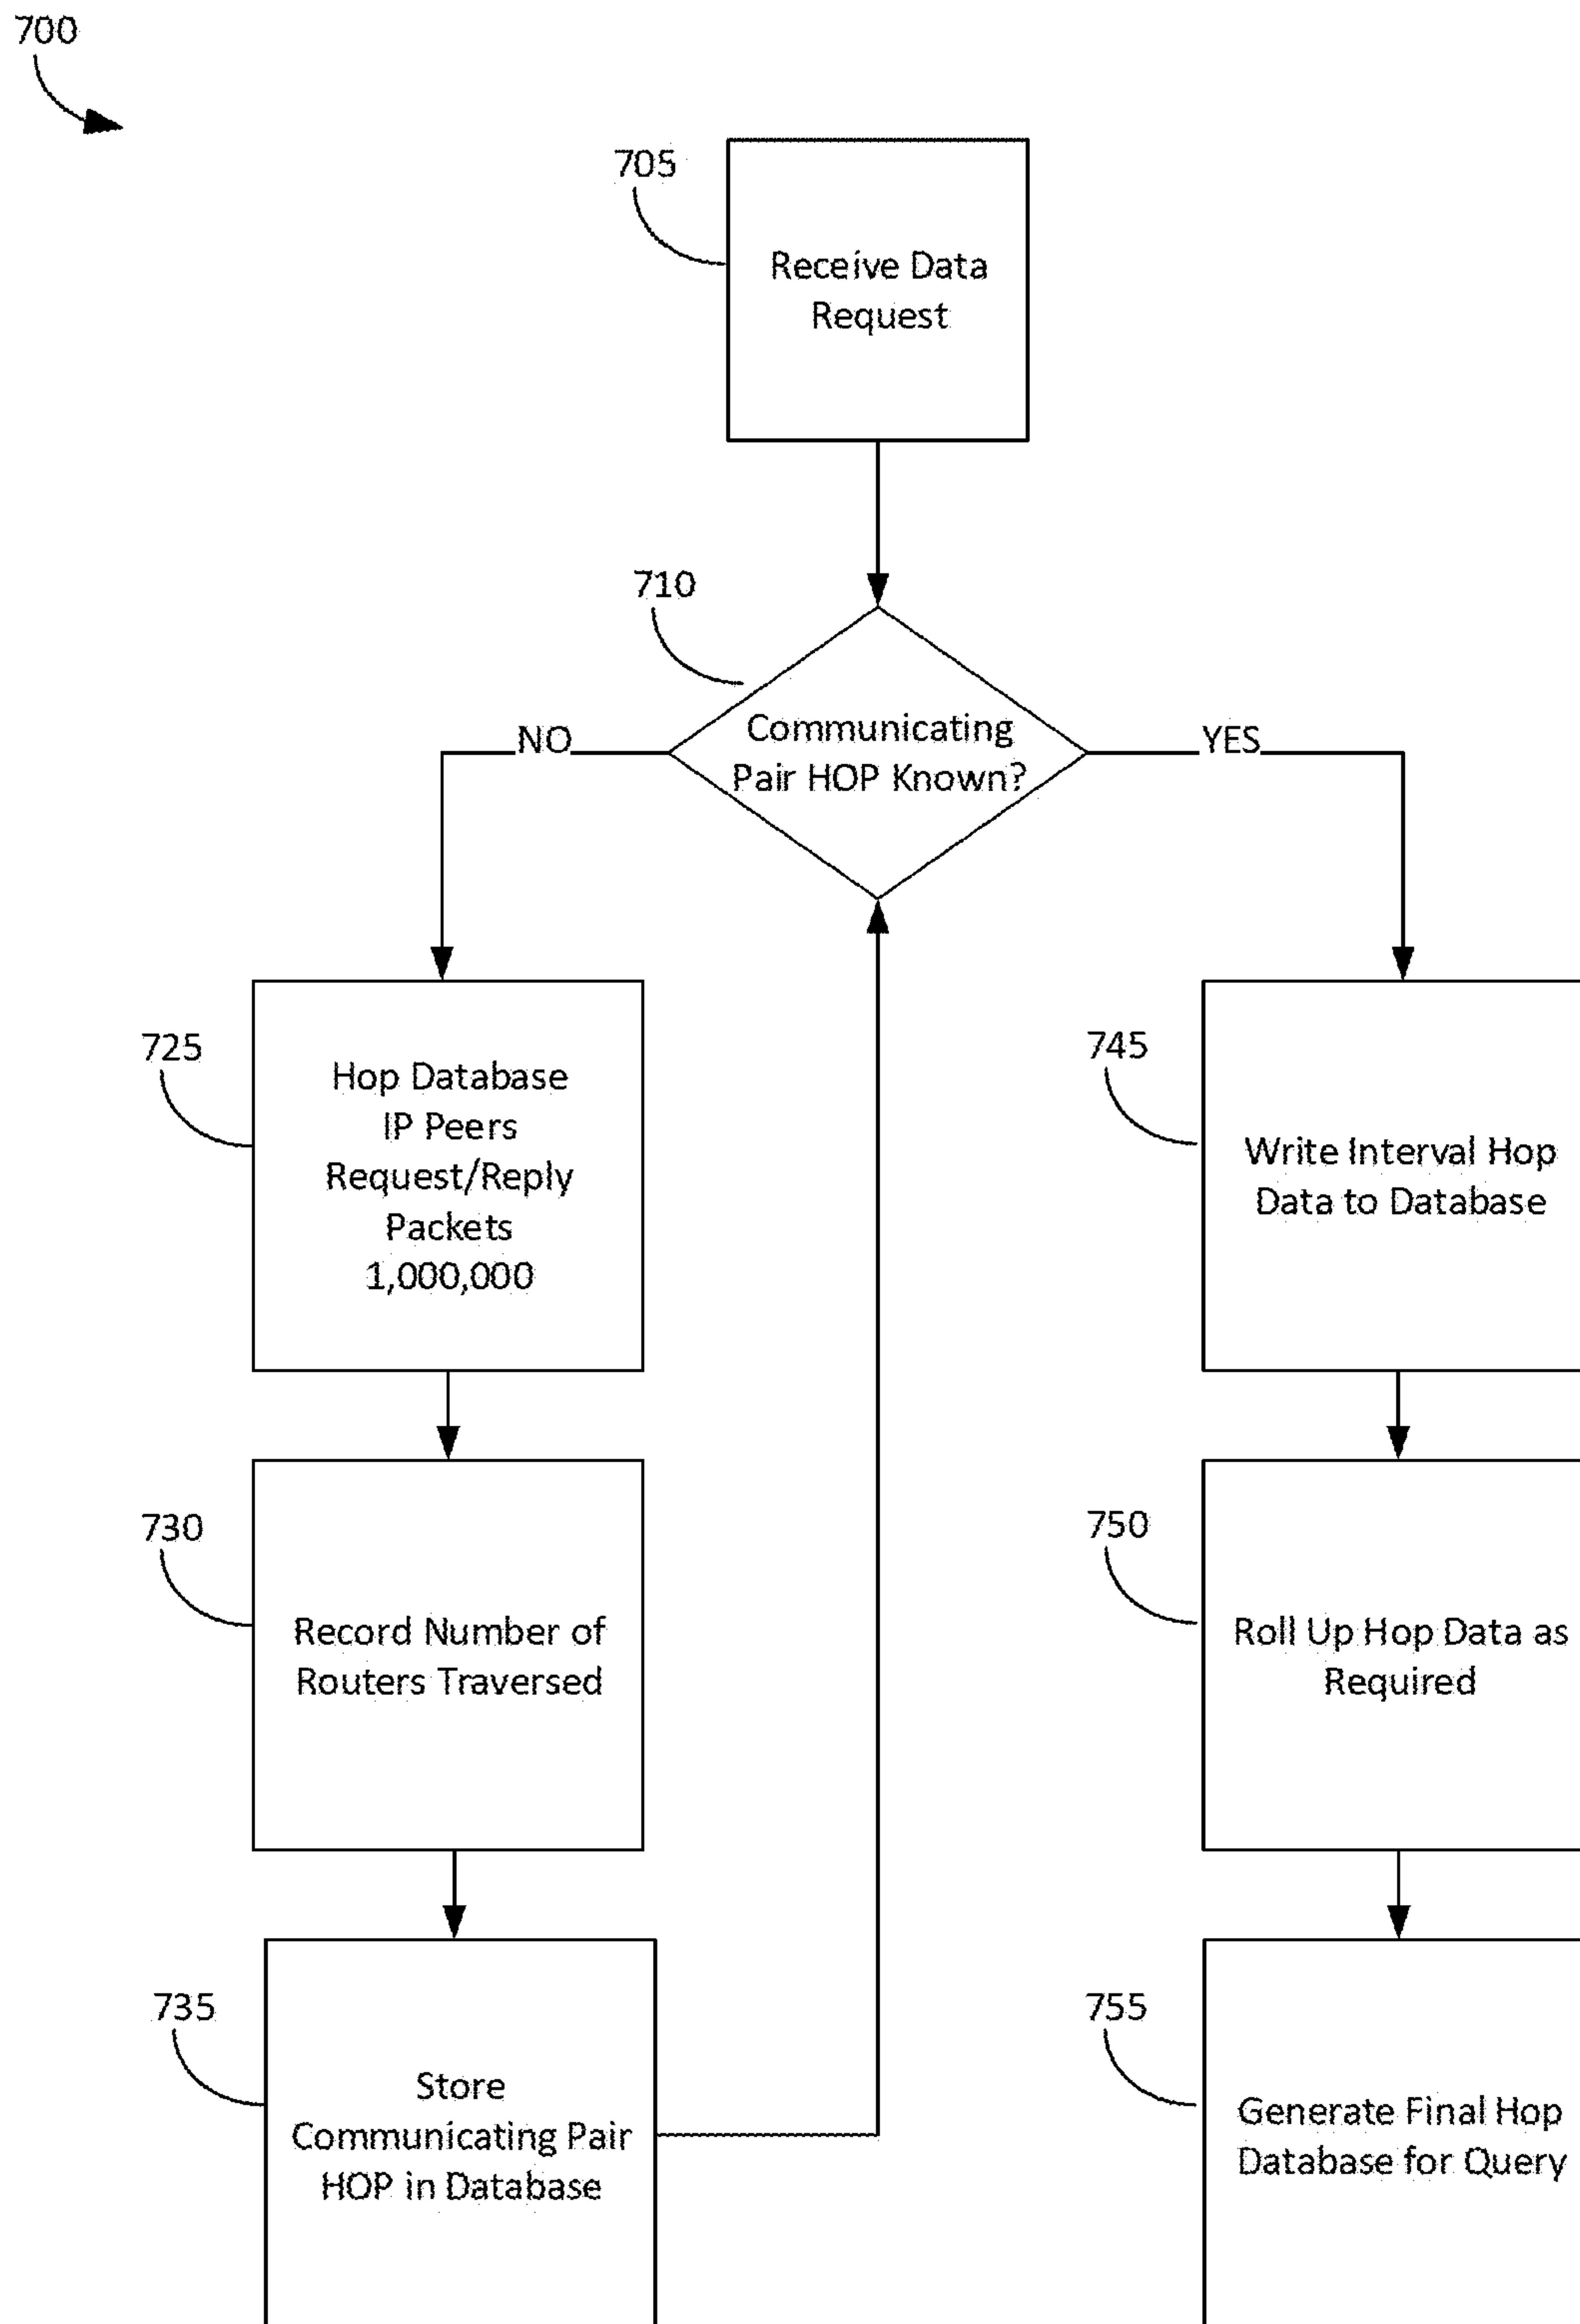 700
705
Receive Data
Request
710
Communicating
Pair HOP Known?
NO
YES
725
Hop Database
IP Peers
Request/Reply
Packets
1,000,000
745
Write Interval Hop
Data to Database
730
Record Number of
Routers Traversed
750
Roll Up Hop Data as
Required
735
Store
Communicating Pair
HOP in Database
755
Generate Final Hop
Database for Query